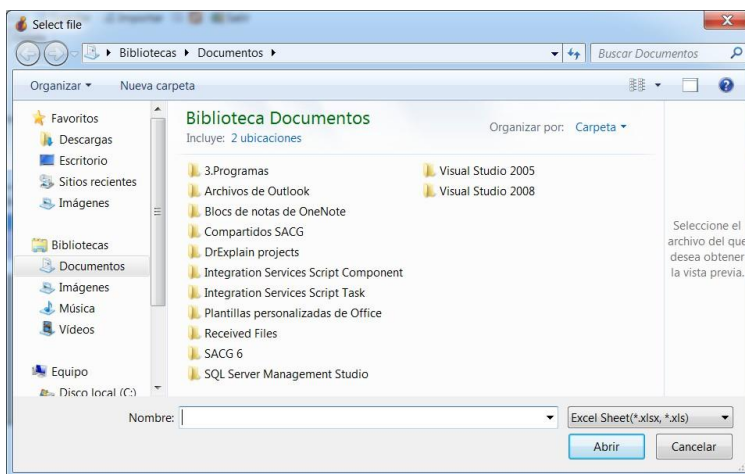 Select file
Bibliotecas Documentos
Buscar Documentos
Organizar Nueva carpeta
Favoritos
Descargas
Escritorio
Sitios recientes
Imágenes
Bibliotecas
Documentos
Imágenes
Música
Vídeos
Equipo
Disco local (C:)
Biblioteca Documentos
Incluye: 2 ubicaciones
Organizar por: Carpeta
3.Programas
Archivos de Outlook
Blocs de notas de OneNote
Compartidos SACG
DrExplain projects
Integration Services Script Component
Integration Services Script Task
Plantillas personalizadas de Office
Received Files
SACG 6
SQL Server Management Studio
Visual Studio 2005
Visual Studio 2008
Seleccione el
archivo del que
desea obtener
la vista previa.
Nombre:
Excel Sheet(*.xlsx, *.xls)
Abrir Cancelar